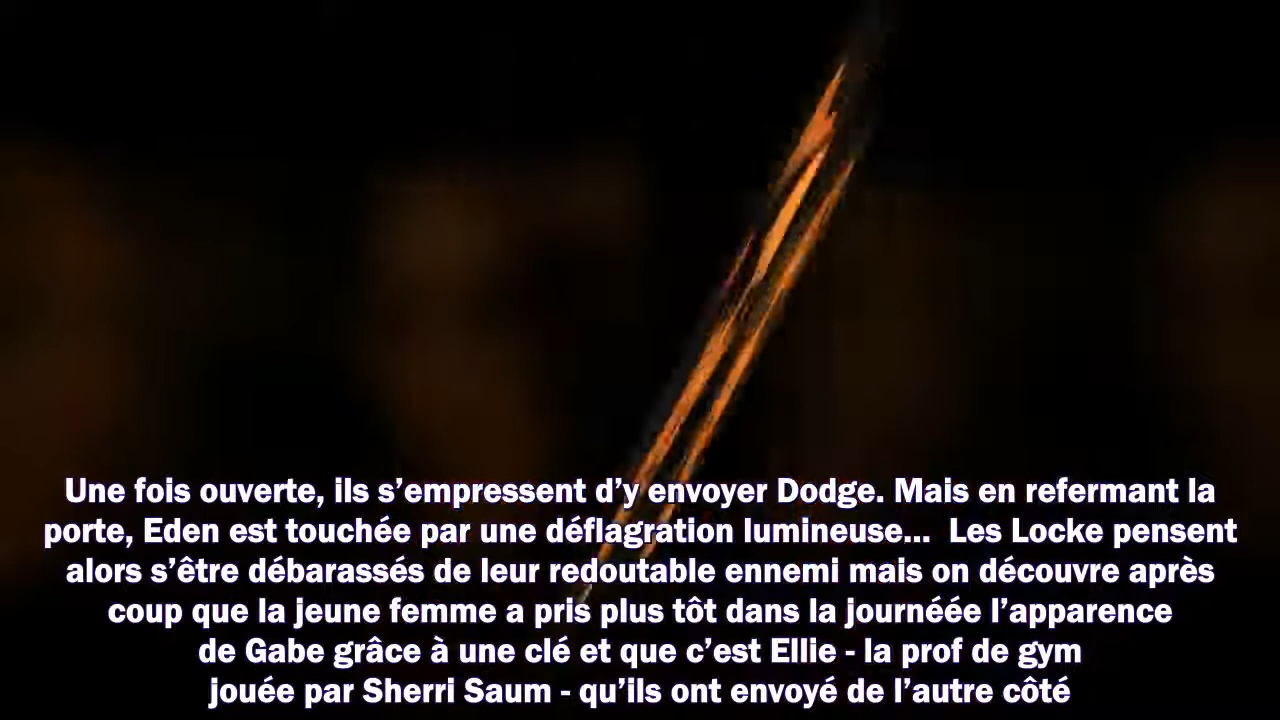 Une fois ouverte, ils s’empressent d’y envoyer Dodge. Mais en refermant la
porte, Eden est touchée par une déflagration lumineuse...  Les Locke pensent
alors s’être débarassés de leur redoutable ennemi mais on découvre après
coup que la jeune femme a pris plus tôt dans la journéée l’apparence
de Gabe grâce à une clé et que c’est Ellie - la prof de gym
jouée par Sherri Saum - qu’ils ont envoyé de l’autre côté